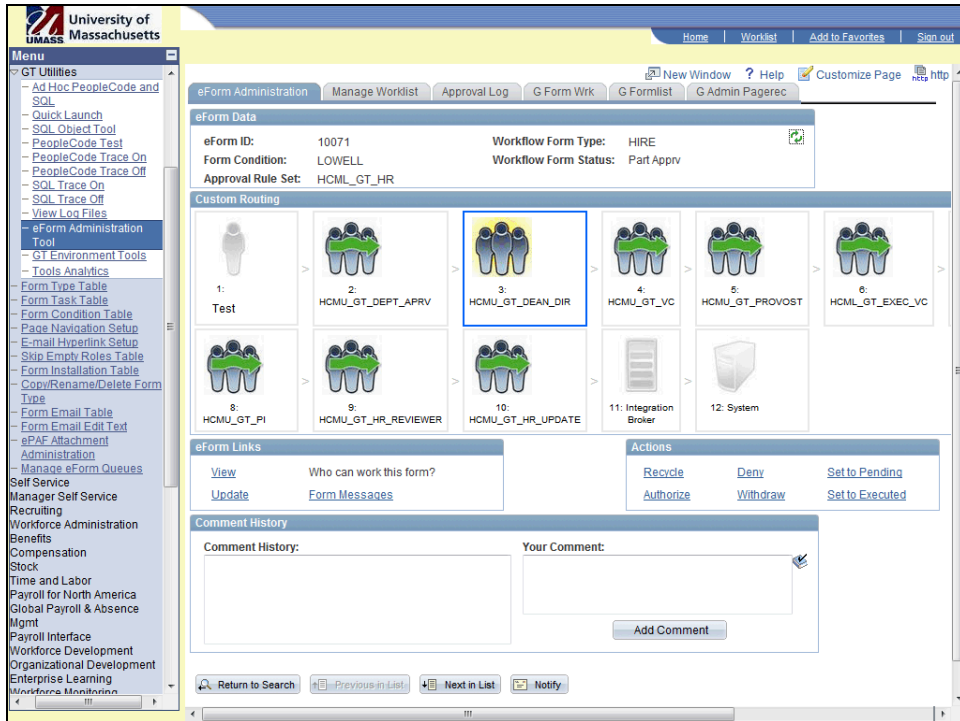 University of
Massachusetts
UMASS
Home Worklist Add to Favorites Sign out
Menu
GT Utilities
Ad Hoc PeopleCode and
SQL
Quick Launch
SQL Object Tool
PeopleCode Test
PeopleCode Trace On
PeopleCode Trace Off
SQL Trace On
SQL Trace Off
View Log Files
eForm Administration
Tool
GT Environment Tools
Tools Analytics
Form Type Table
Form Task Table
Form Condition Table
Page Navigation Setup
E-mail Hyperlink Setup
Skip Empty Roles Table
Form Installation Table
Copy/Rename/Delete Form
Type
Form Email Table
Form Email Edit Text
ePAF Attachment
Administration
Manage eForm Queues
Self Service
Manager Self Service
Recruiting
Workforce Administration
Benefits
Compensation
Stock
Time and Labor
Payroll for North America
Global Payroll & Absence
Mgmt
Payroll Interface
Workforce Development
Organizational Development
Enterprise Learning
Workforce Monitoring
New Window ? Help Customize Page http
eForm Administration Manage Worklist Approval Log G Form Wrk G Formlist G Admin Pagerec
eForm Data
eForm ID: 10071 Workflow Form Type: HIRE
Form Condition: LOWELL Workflow Form Status: Part Apprv
Approval Rule Set: HCML_GT_HR
Custom Routing
1: 2: 3: 4: 5: 6:
Test HCMU_GT_DEPT_APRV HCMU_GT_DEAN_DIR HCMU_GT_VC HCMU_GT_PROVOST HCML_GT_EXEC_VC
8: 9: 10: 11: Integration 12: System
HCMU_GT_PI HCMU_GT_HR_REVIEWER HCMU_GT_HR_UPDATE Broker
eForm Links
View Who can work this form?
Update Form Messages
Actions
Recycle Deny Set to Pending
Authorize Withdraw Set to Executed
Comment History
Comment History: Your Comment:
Add Comment
Return to Search Previous in List Next in List Notify